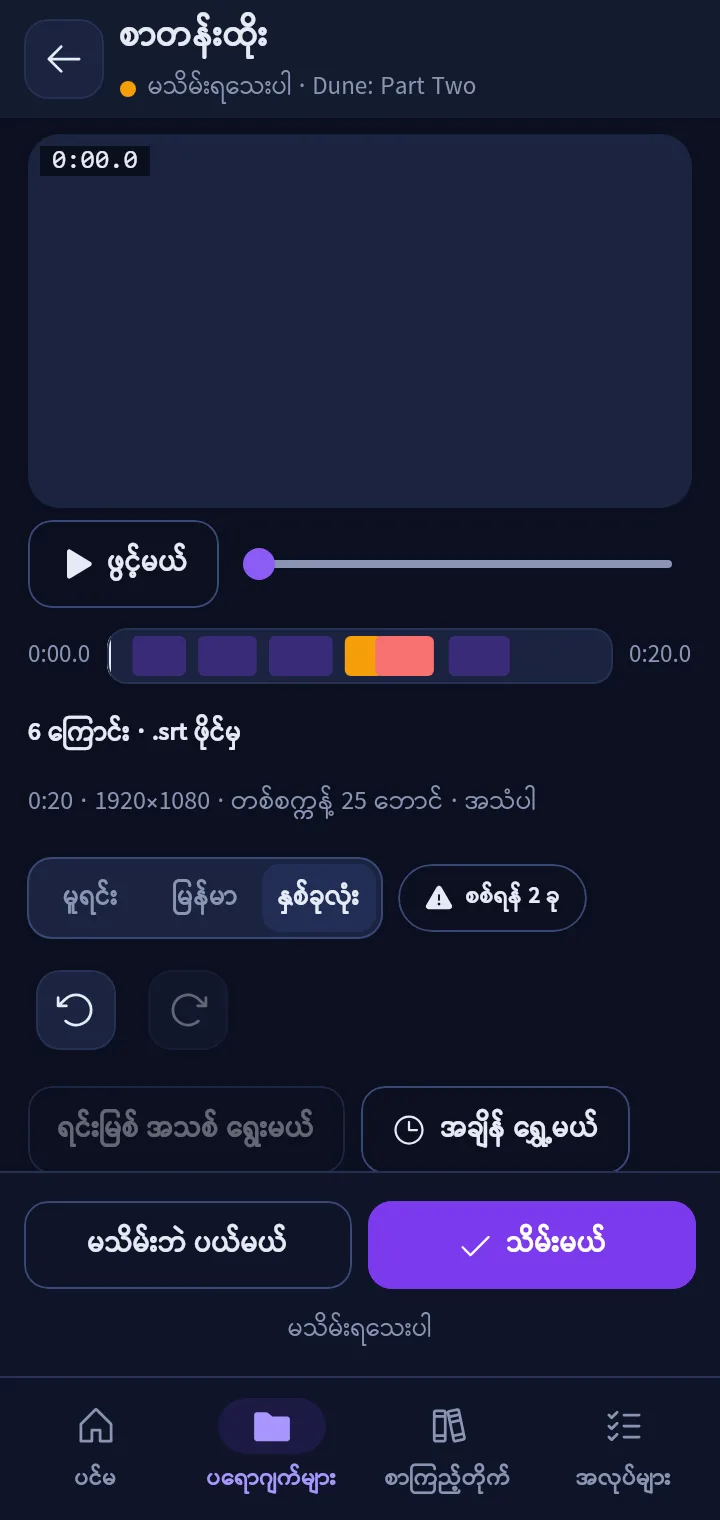 စာတန်းထိုး
မသိမ်းရသေးပါ · Dune: Part Two
0:00.0
ဖွင့်မယ်
0:00.0 0:20.0
6 ကြောင်း · .srt ဖိုင်မှ
0:20 · 1920×1080 · တစ်စက္ကန့် 25 ဘောင် · အသံပါ
မူရင်း မြန်မာ နှစ်ခုလုံး စစ်ရန် 2 ခု
ရင်းမြစ် အသစ် ရွေးမယ် အချိန် ရွှေ့မယ်
မသိမ်းဘဲ ပယ်မယ် သိမ်းမယ်
မသိမ်းရသေးပါ
ပင်မ ပရောဂျက်များ စာကြည့်တိုက် အလုပ်များ